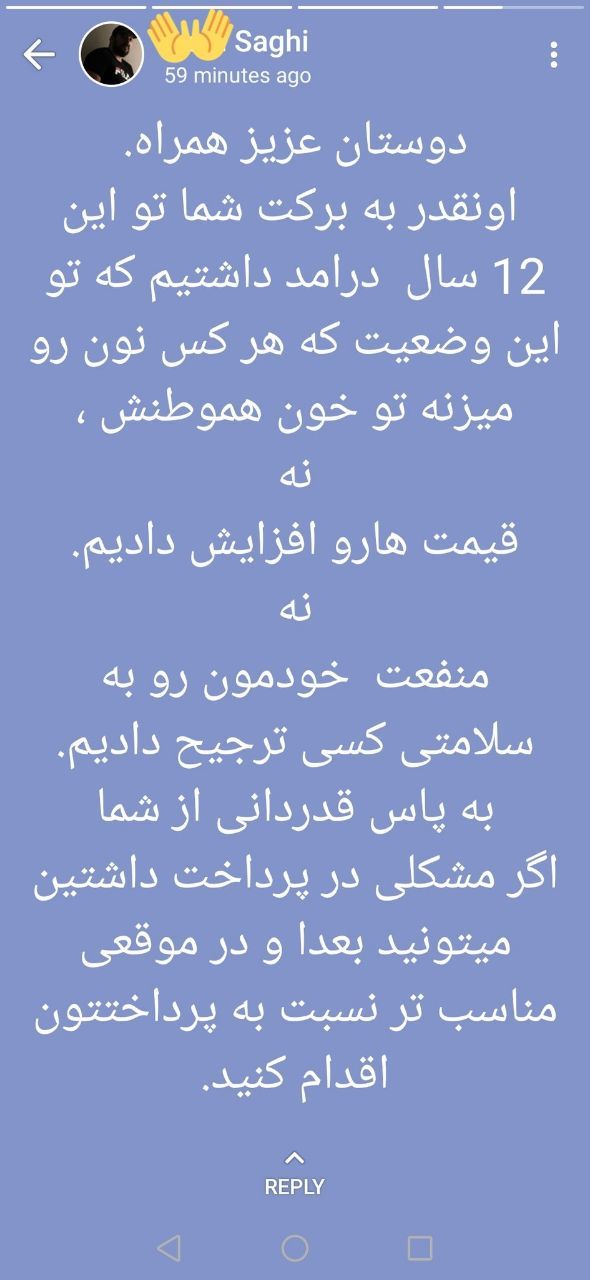 Saghi
59 minutes ago
دوستان عزیز همراه.
اونقدر به برکت شما تو این
12 سال  درامد داشتیم که تو
این وضعیت که هر کس نون رو
میزنه تو خون هموطنش ،
نه
قیمت هارو افزایش دادیم.
نه
منفعت  خودمون رو به
سلامتی کسی ترجیح دادیم.
به پاس قدردانی از شما
اگر مشکلی در پرداخت داشتین
میتونید بعدا و در موقعی
مناسب تر نسبت به پرداختتون
اقدام کنید.
REPLY